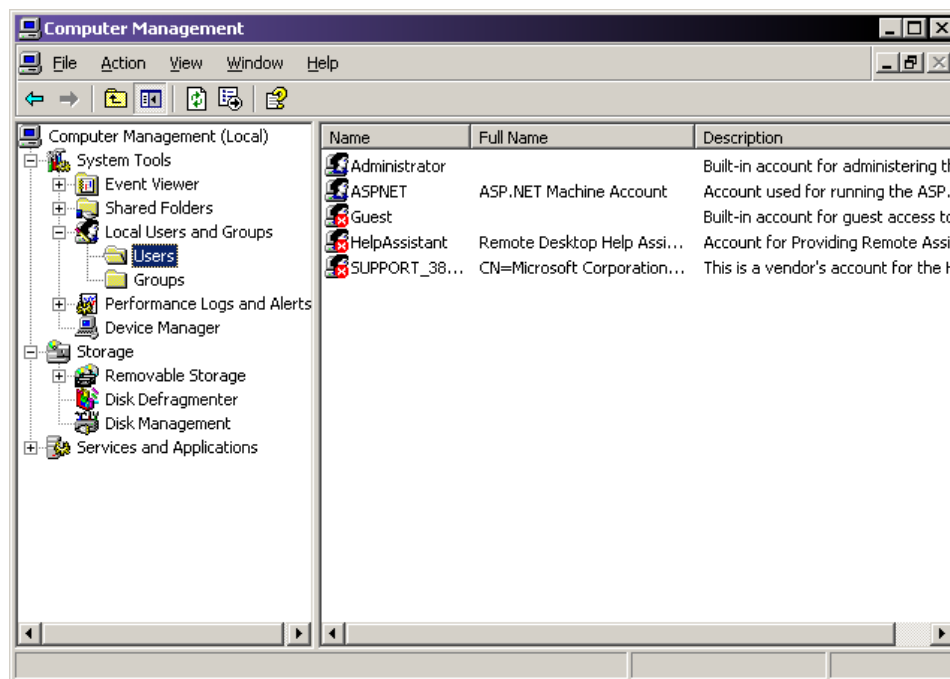 Computer Management
File Action View Window Help
Computer Management (Local)
System Tools
Event Viewer
Shared Folders
Local Users and Groups
Users
Groups
Performance Logs and Alerts
Device Manager
Storage
Removable Storage
Disk Defragmenter
Disk Management
Services and Applications
Name Full Name Description
Administrator Built-in account for administering
ASPNET ASP.NET Machine Account Account used for running the ASP.
Guest Built-in account for guest access
HelpAssistant Remote Desktop Help Assi... Account for Providing Remote Assi
SUPPORT_38... CN=Microsoft Corporation... This is a vendor's account for the